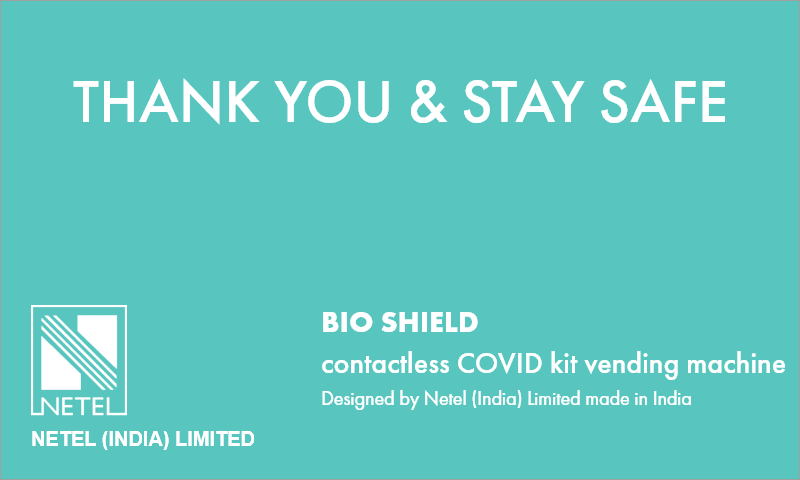 THANK YOU & STAY SAFE
BIO SHIELD
contactless COVID kit vending machine
Designed by Netel (India) Limited made in India
NETEL
NETEL (INDIA) LIMITED